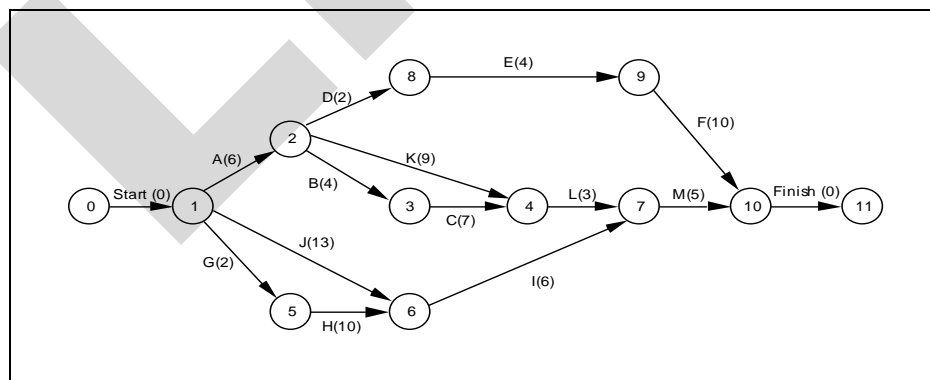 8
E(4)
9
D(2)
F(10)
2
A(6)
K(9)
B(4)
Start (0)
L(3)
M(5)
Finish (0)
0
1
3
4
7
10
11
C(7)
J(13)
G(2)
I(6)
5
6
H(10)